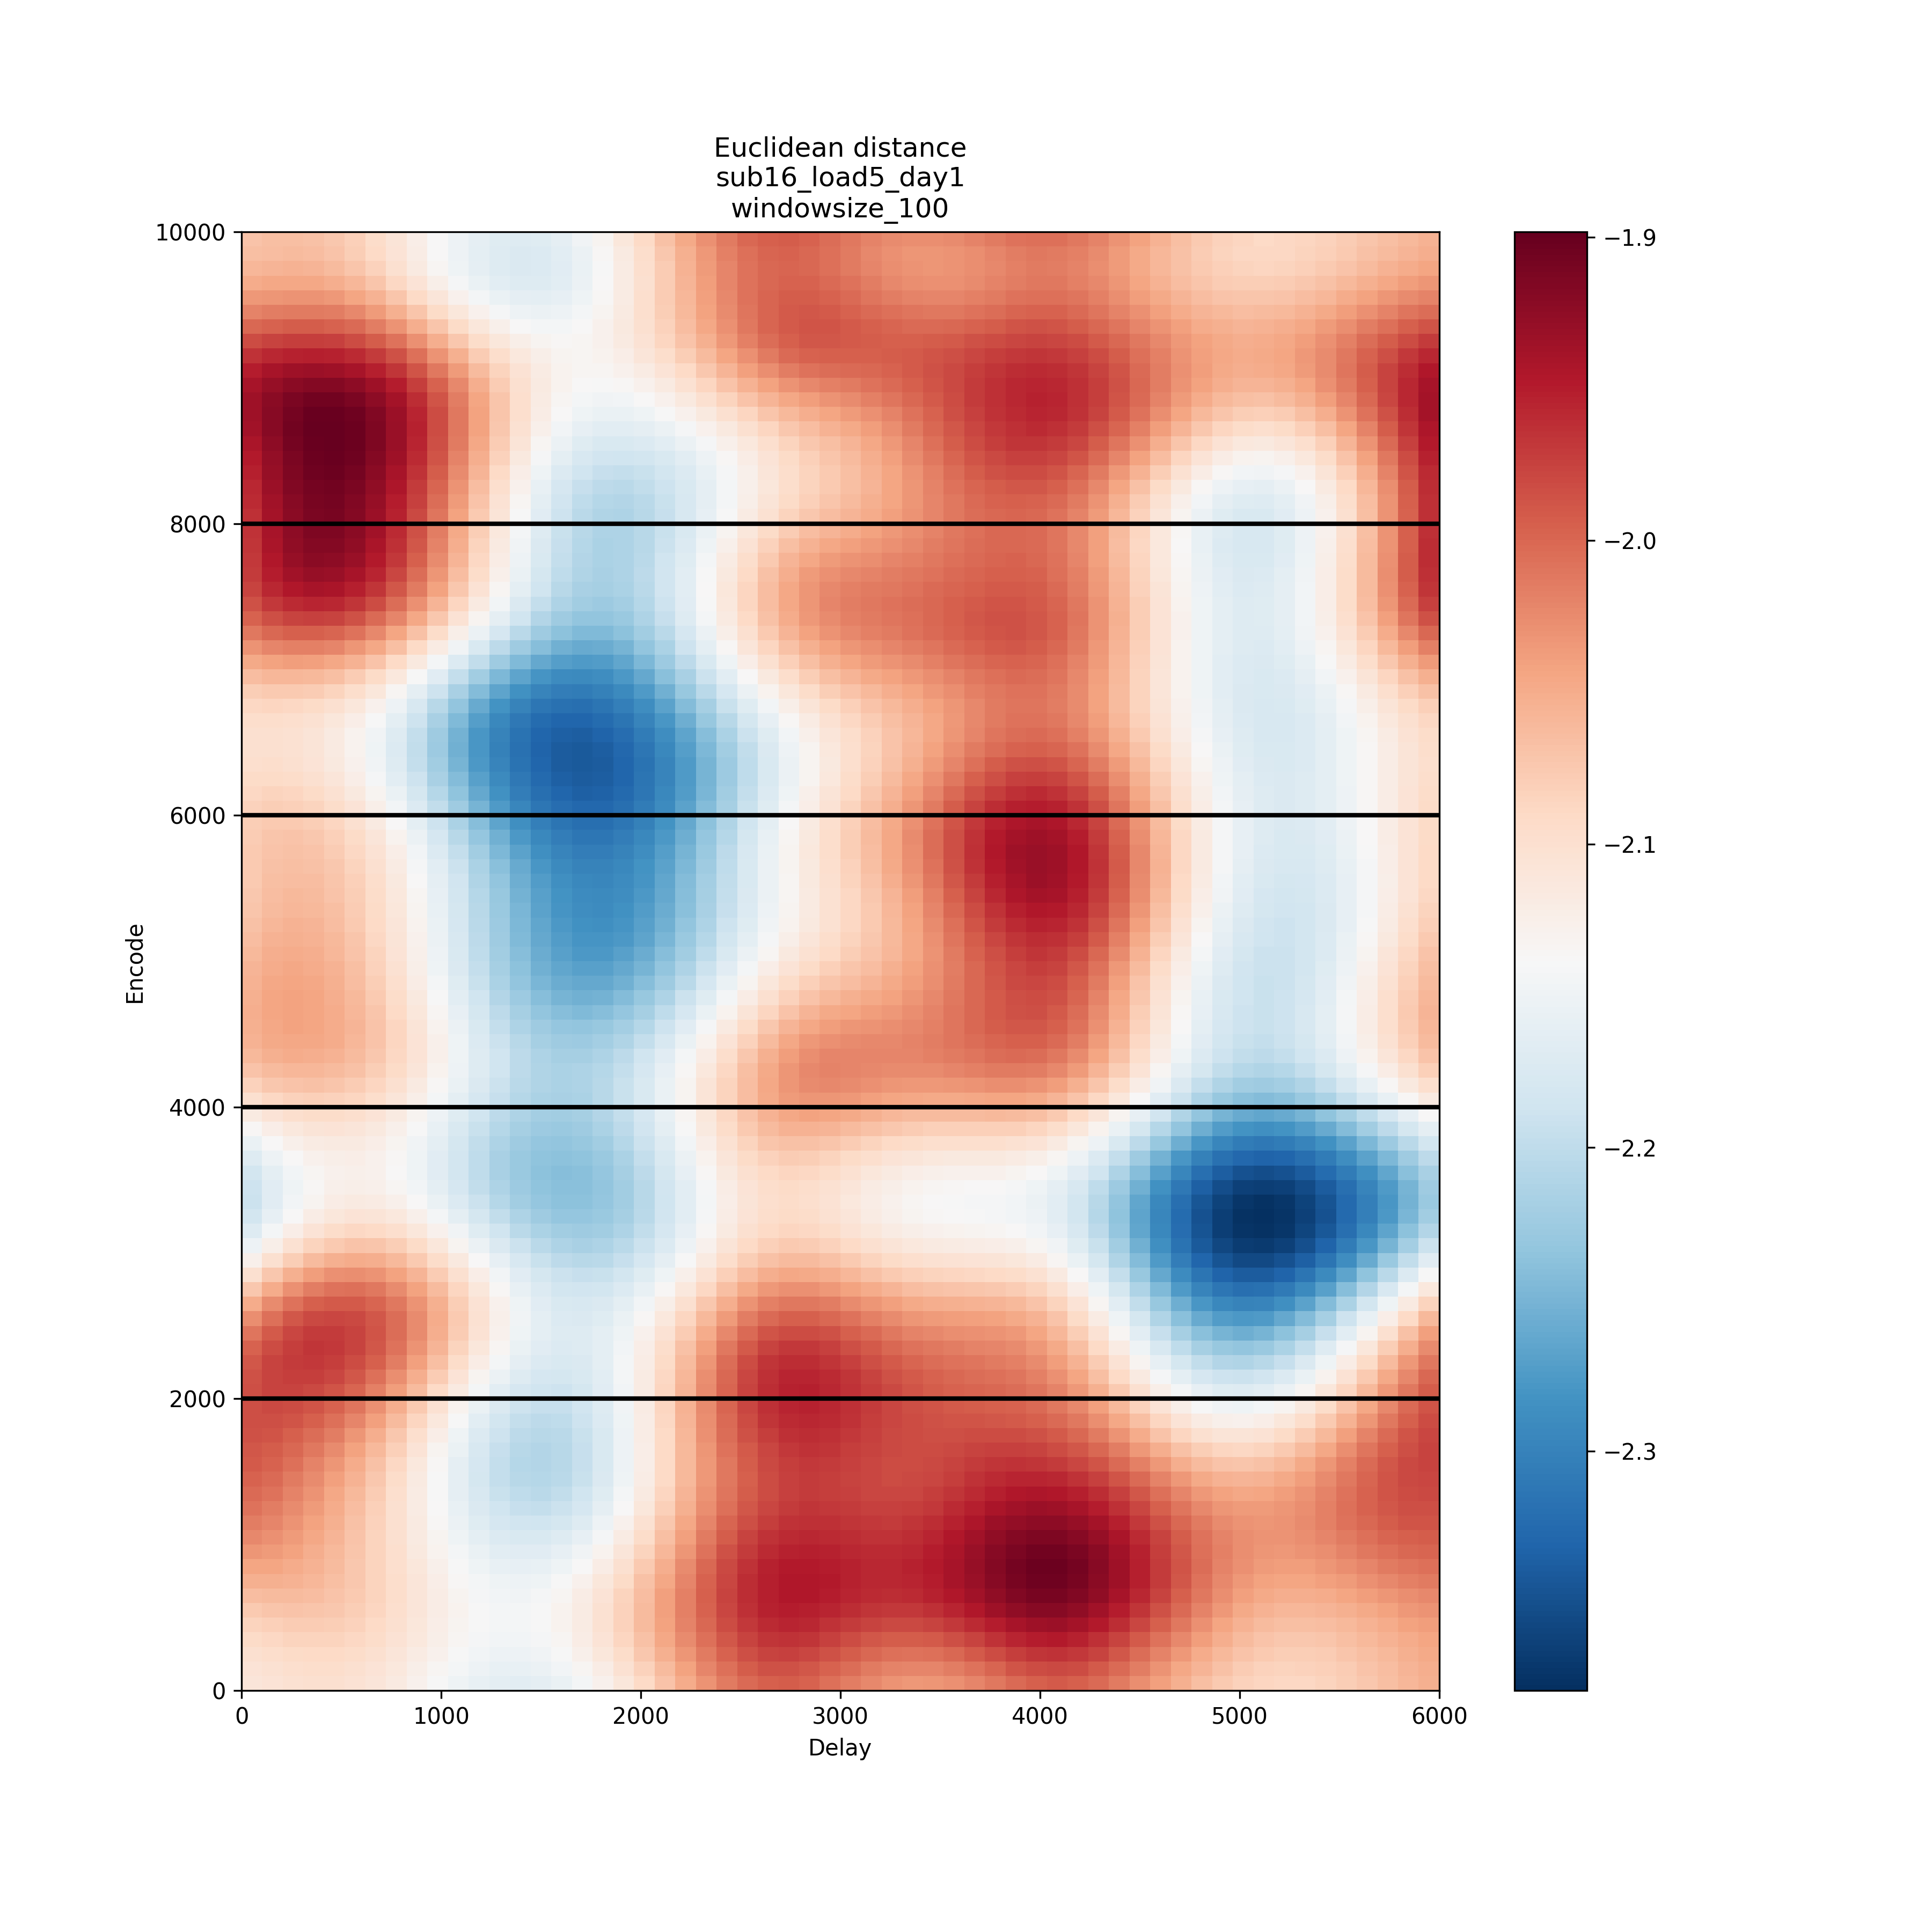 Euclidean distance
sub16_load5_day1
windowsize_100
10000
8000
6000
4000
2000
0
Encode
0 1000 2000 3000 4000 5000 6000
Delay
−1.9
−2.0
−2.1
−2.2
−2.3